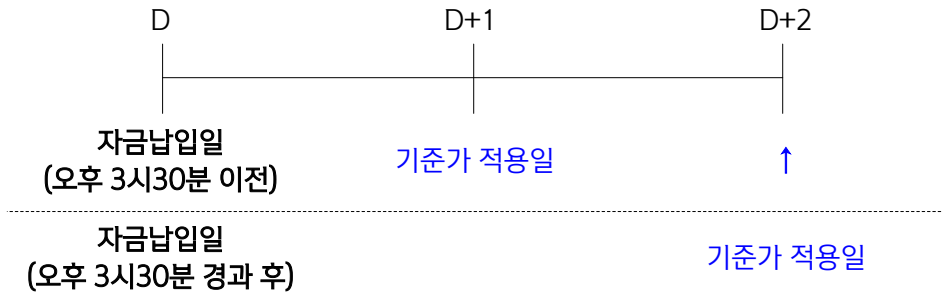 D D+1 D+2
자금납입일
(오후 3시30분 이전)
기준가 적용일
↑
자금납입일
(오후 3시30분 경과 후)
기준가 적용일